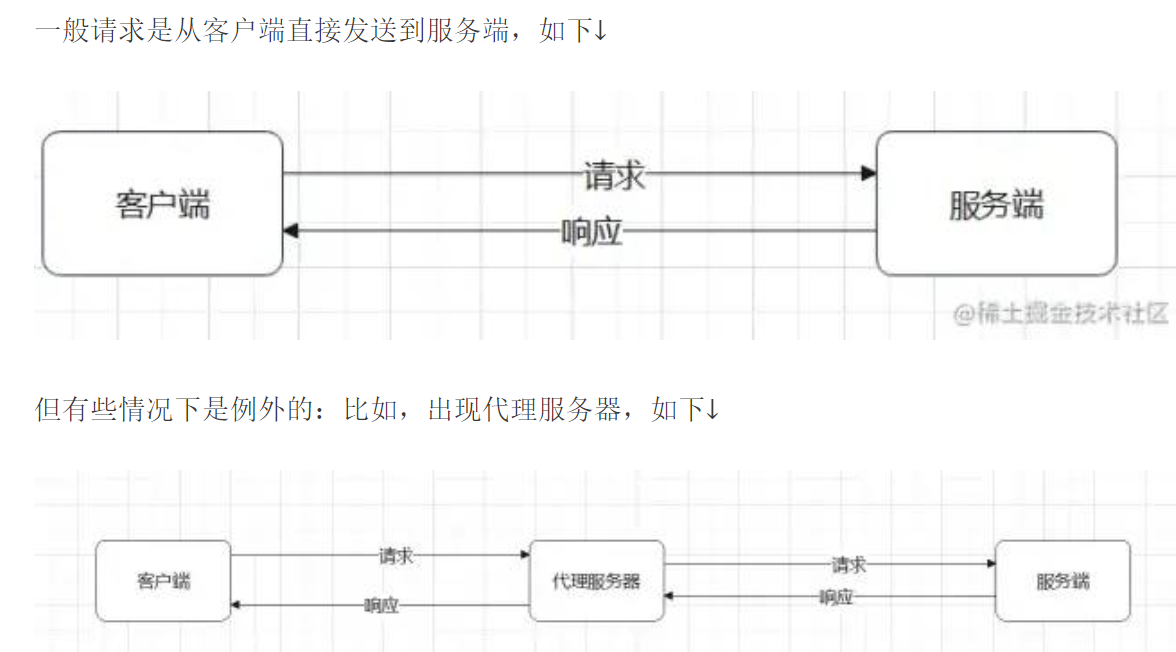 一般请求是从客户端直接发送到服务端，如下↓
客户端
请求
响应
服务端
@稀土掘金技术社区
但有些情况下是例外的：比如，出现代理服务器，如下↓
客户端
请求
响应
代理服务器
请求
响应
服务端